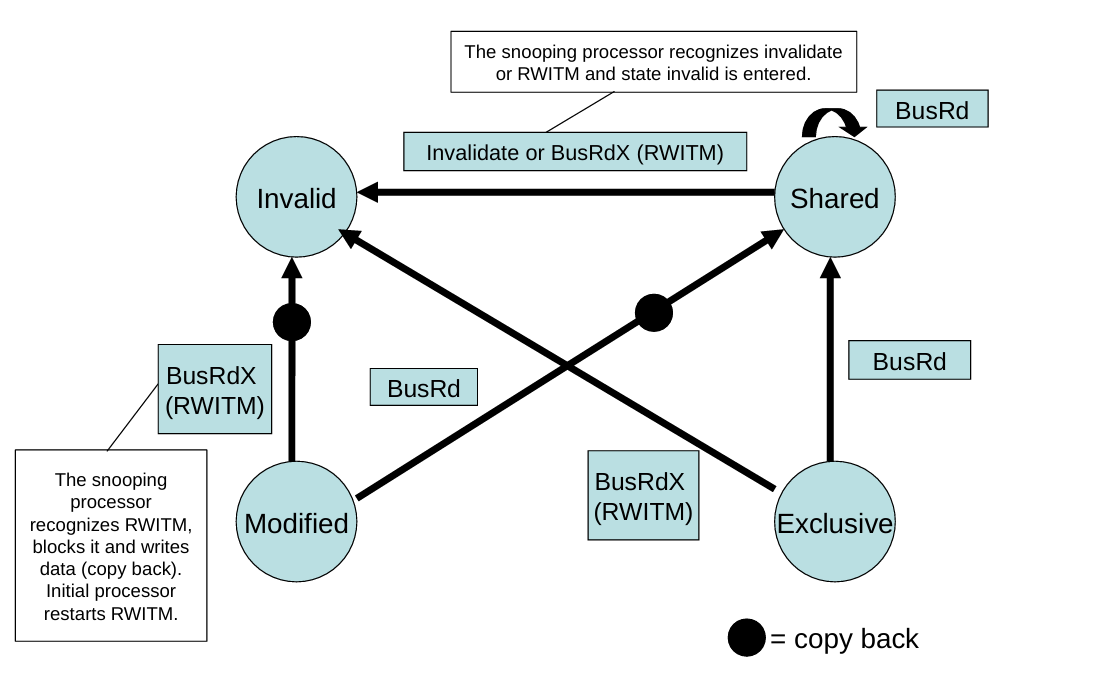 The snooping processor recognizes invalidate
or RWITM and state invalid is entered.
BusRd
Invalidate or BusRdX (RWITM)
Invalid
Shared
BusRdX
(RWITM)
BusRd
BusRd
The snooping
processor
recognizes RWITM,
blocks it and writes
data (copy back).
Initial processor
restarts RWITM.
Modified
BusRdX
(RWITM)
Exclusive
= copy back